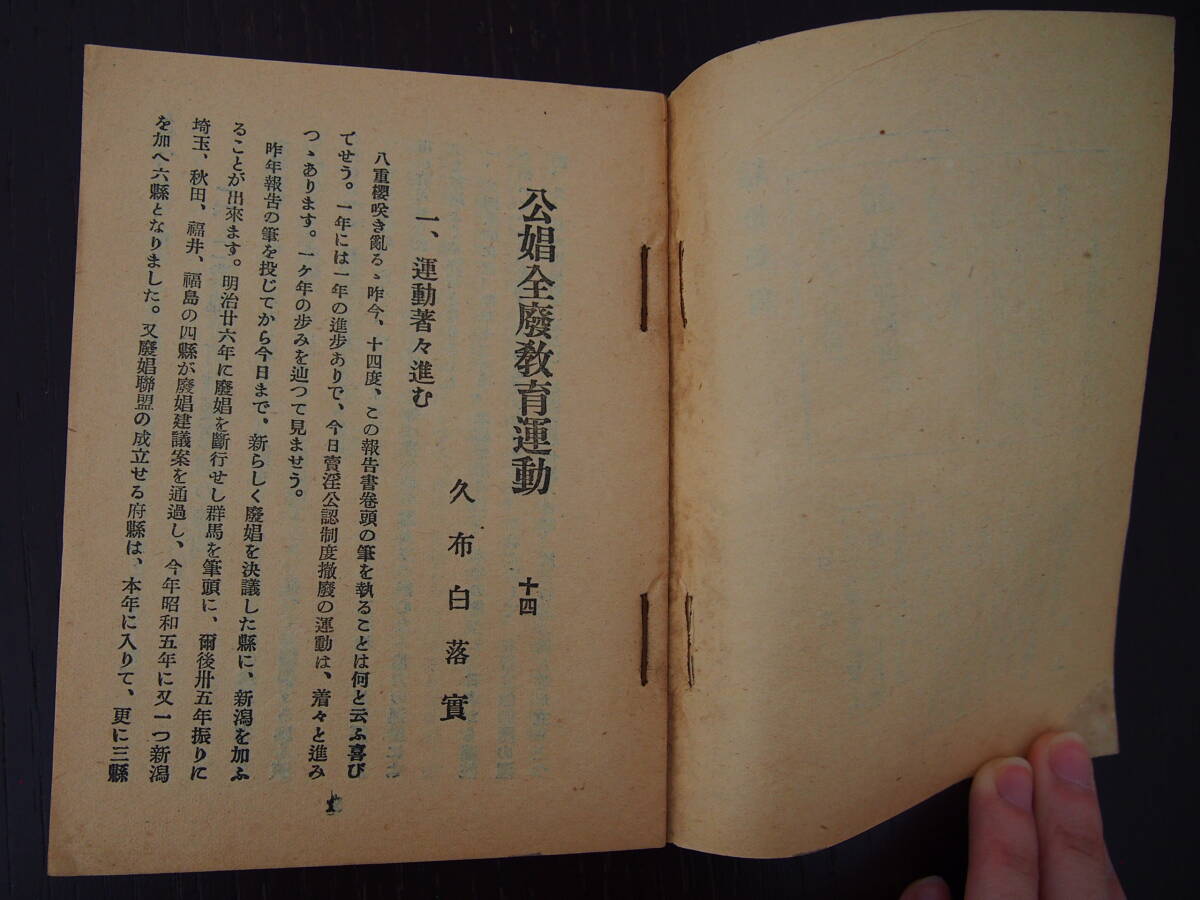 公娼全廢敎育運動 十四
久布白落實
一、運動著々進む
八重櫻咲き亂るゝ昨今、十四度、この報告書卷頭の筆を執ることは何と云ふ喜び
でせう。一年には一年の進步ありで、今日賣淫公認制度撤廢の運動は、着々と進み
つゝあります。一ケ年の步みを辿つて見ませう。
昨年報告の筆を投じてから今日まで、新らしく廢娼を決議した縣に、新潟を加ふ
ることが出來ます。明治廿六年に廢娼を斷行せし群馬を筆頭に、爾後卅五年振りに
埼玉、秋田、福井、福島の四縣が廢娼建議案を通過し、今年昭和五年に又一つ新潟
を加へ六縣となりました。又廢娼聯盟の成立せる府縣は、本年に入りて、更に三縣